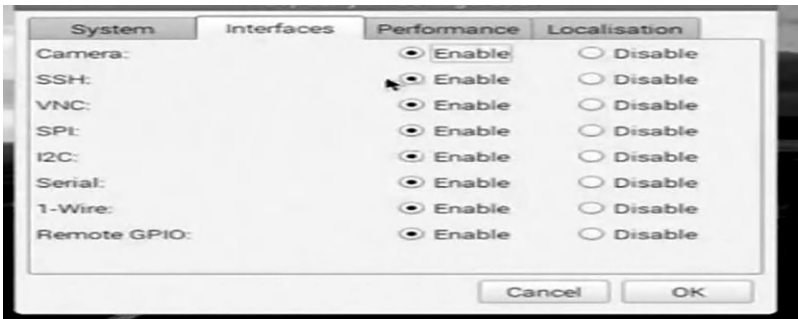 System Interfaces Performance Localisation
Camera: Enable Disable
SSH: Enable Disable
VNC: Enable Disable
SPI: Enable Disable
I2C: Enable Disable
Serial: Enable Disable
1-Wire: Enable Disable
Remote GPIO: Enable Disable
Cancel OK